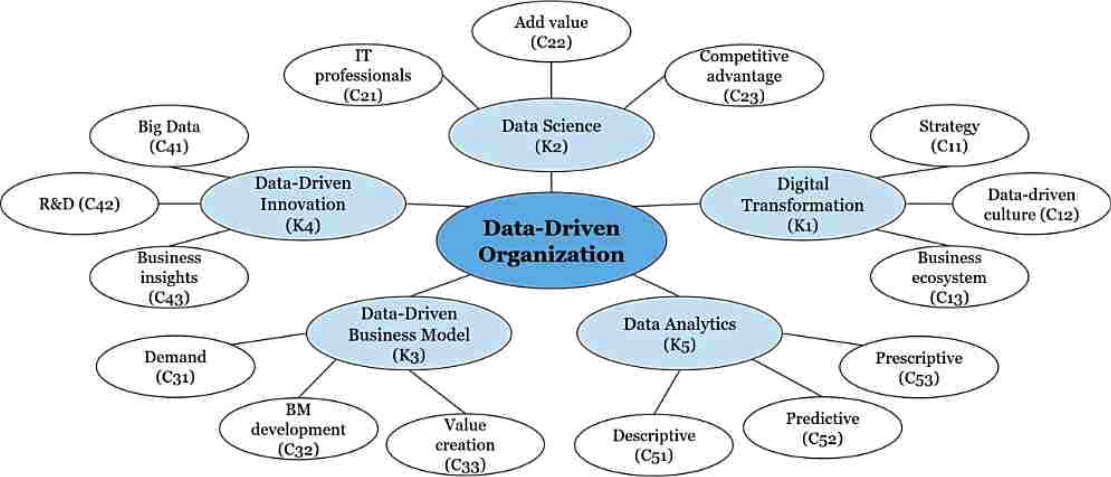 Add value
(C22)
IT
professionals
(C21)
Competitive
advantage
(C23)
Data Science
(K2)
Big Data
(C41)
Strategy
(C11)
Data-Driven
Innovation
(K4)
Digital
Transformation
(K1)
R&D (C42)
Data-driven
culture (C12)
Data-Driven
Organization
Business
insights
(C43)
Business
ecosystem
(C13)
Data-Driven
Business Model
(K3)
Data Analytics
(K5)
Demand
(C31)
Prescriptive
(C53)
BM
development
(C32)
Value
creation
(C33)
Descriptive
(C51)
Predictive
(C52)